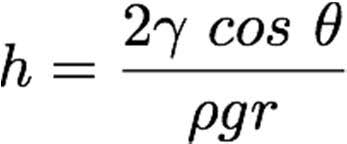 h = 2γ cos θ / ρgr